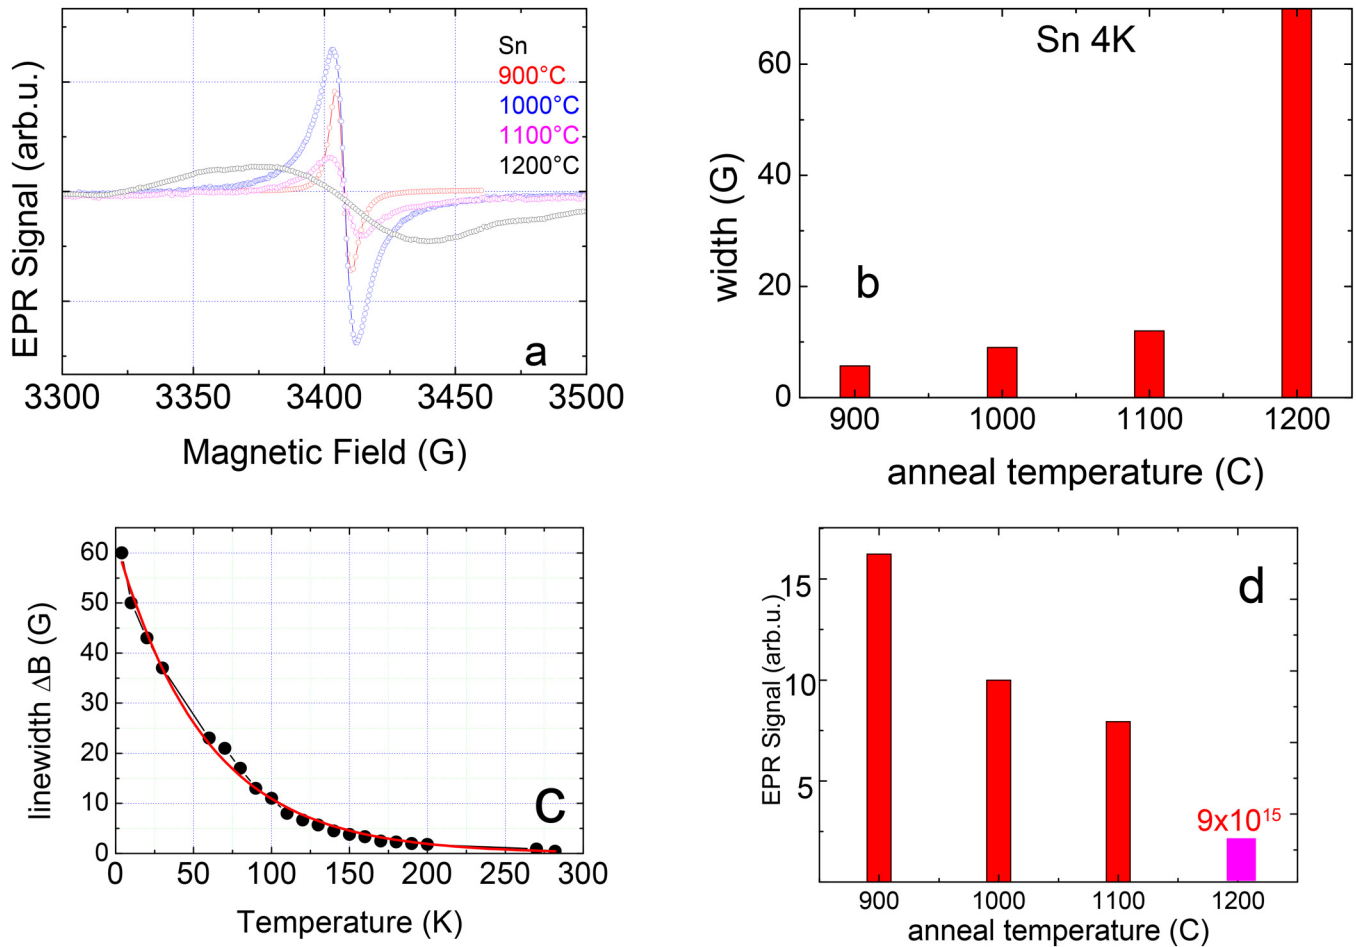 Sn
900°C
1000°C
1100°C
1200°C
EPR Signal (arb.u.)
a
3300 3350 3400 3450 3500
Magnetic Field (G)
Sn 4K
60
40
20
0
width (G)
b
900 1000 1100 1200
anneal temperature (C)
60
50
40
30
20
10
0
linewidth ΔB (G)
C
0 50 100 150 200 250 300
Temperature (K)
15
10
5
EPR Signal (arb.u.)
d
9x10¹⁵
900 1000 1100 1200
anneal temperature (C)